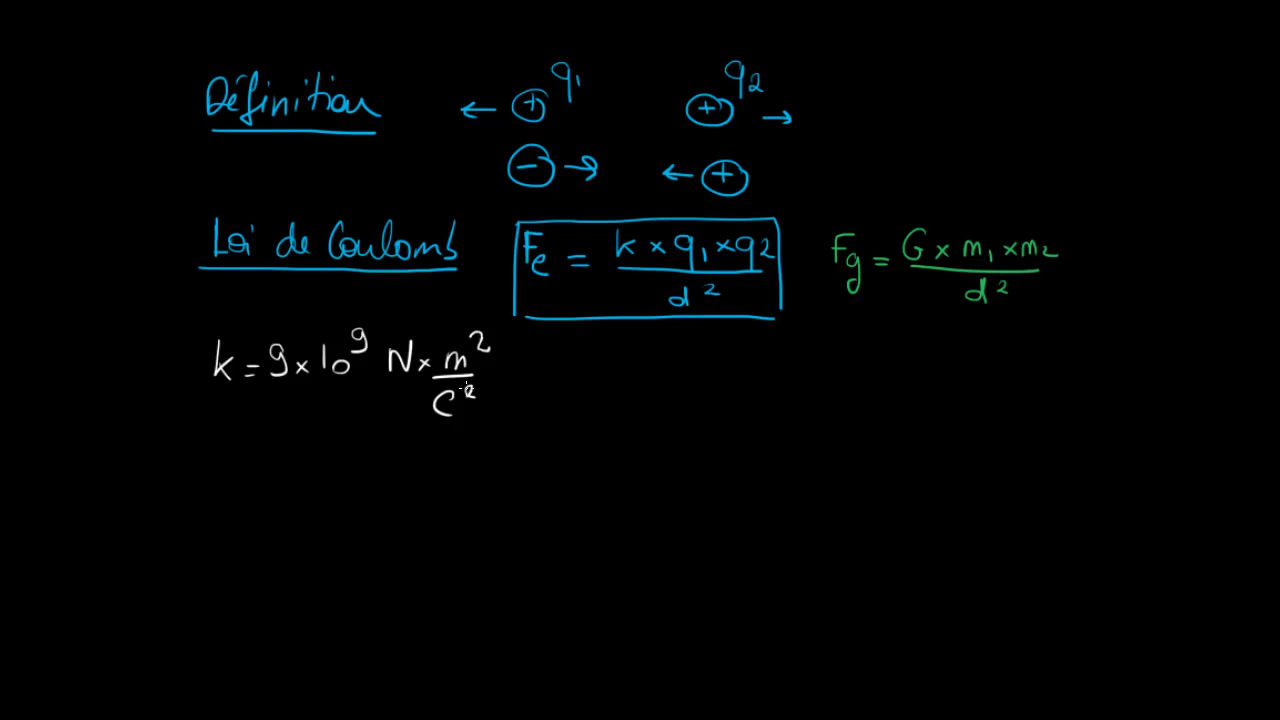 Définition ← ⊕ q₁ ⊕ q₂ →
⊖ → ← ⊕
Loi de Coulomb Fe = k × q₁ × q₂ / d² Fg = G × m₁ × m₂ / d²
k = 9 × 10⁹ N × m² / C²